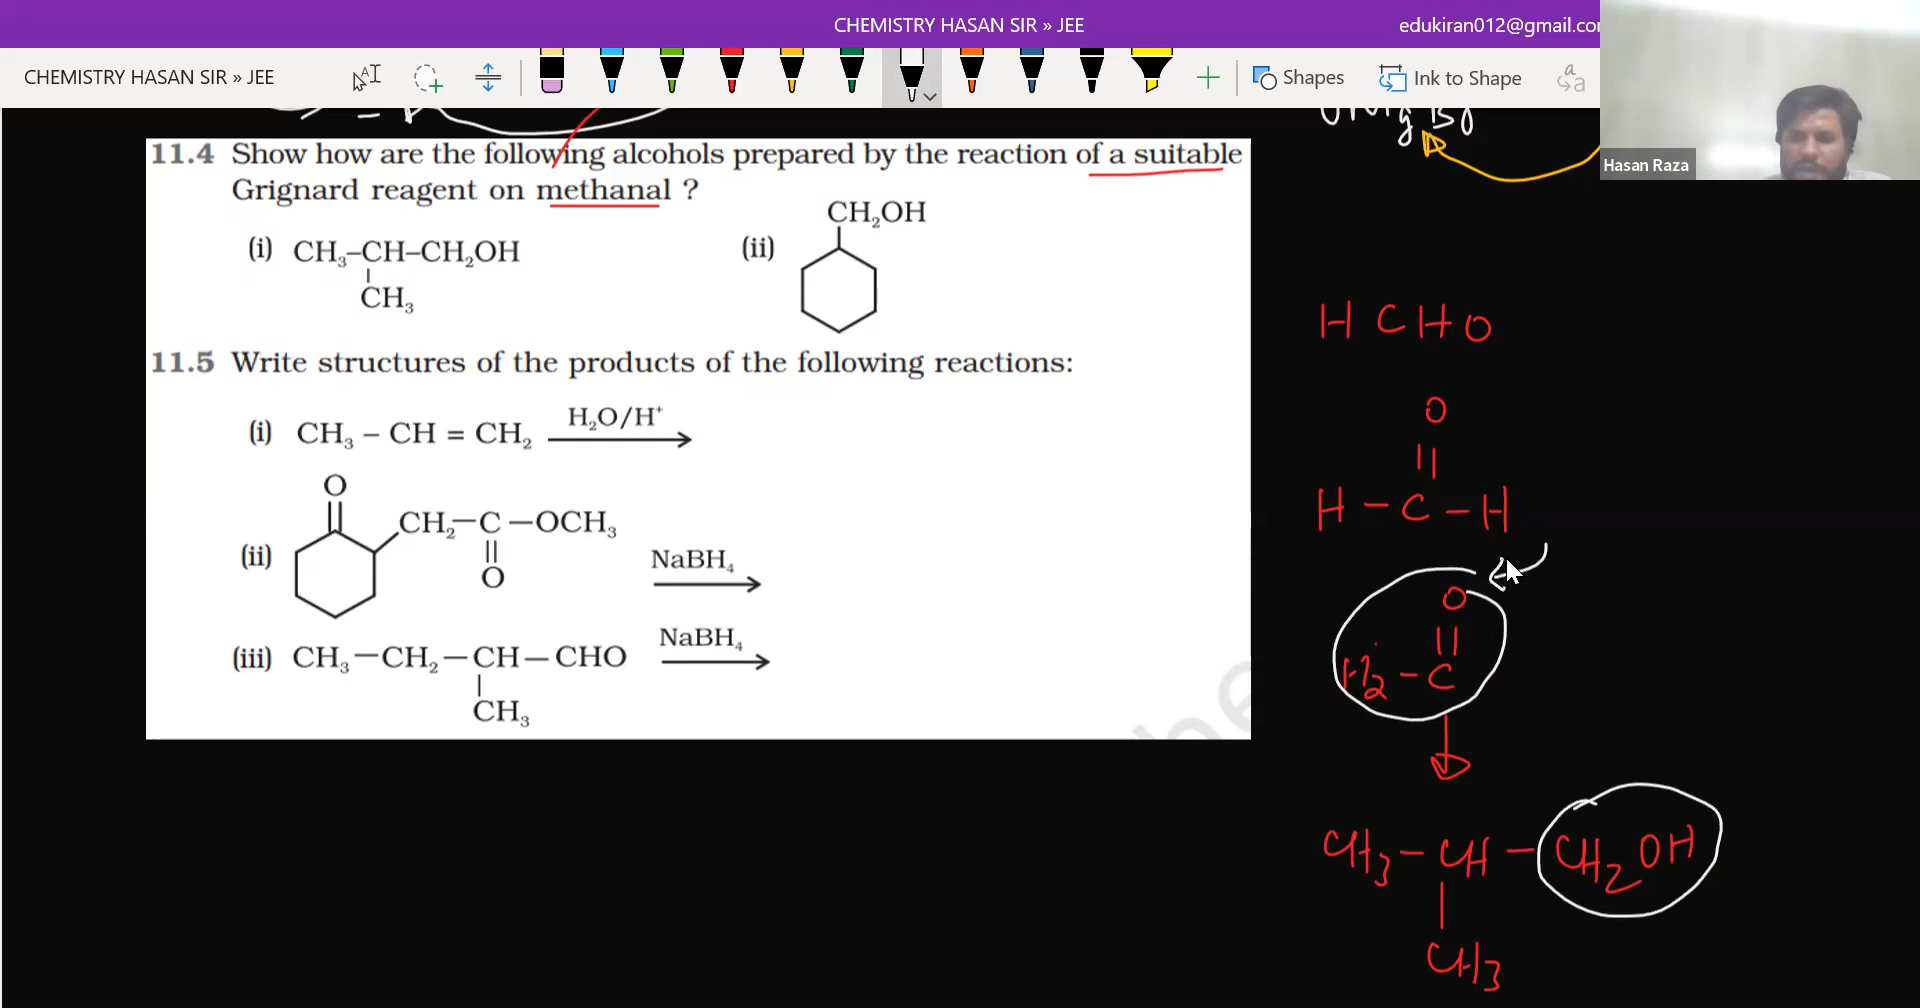 CHEMISTRY HASAN SIR » JEE
CHEMISTRY HASAN SIR » JEE
Shapes
Ink to Shape
Hasan Raza
11.4 Show how are the following alcohols prepared by the reaction of a suitable
Grignard reagent on methanal ?
(i) CH₃–CH–CH₂OH
CH₃
(ii) CH₂OH
11.5 Write structures of the products of the following reactions:
(i) CH₃ – CH = CH₂ H₂O/H⁺
(ii) O
CH₂–C–OCH₃
O
NaBH₄
(iii) CH₃–CH₂–CH–CHO NaBH₄
CH₃
HCHO
O
H–C–H
O
H₂–C
CH₃–CH–CH₂OH
CH₃